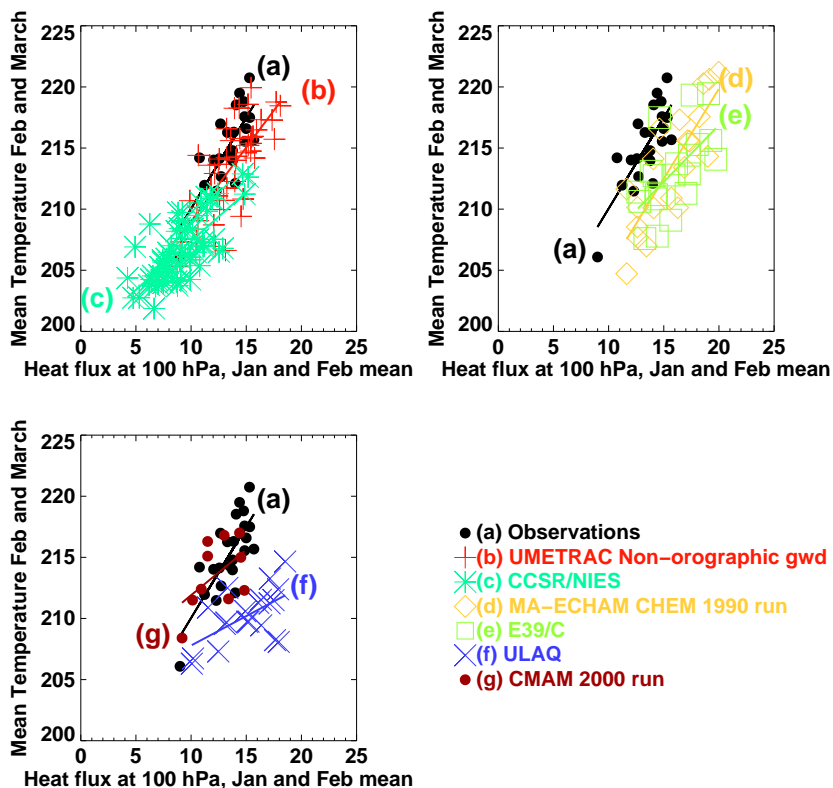 225
220
215
210
205
200
0 5 10 15 20 25
Mean Temperature Feb and March
Heat flux at 100 hPa, Jan and Feb mean
(a)
(b)
(c)
225
220
215
210
205
200
0 5 10 15 20 25
Mean Temperature Feb and March
Heat flux at 100 hPa, Jan and Feb mean
(d)
(e)
(a)
225
220
215
210
205
200
0 5 10 15 20 25
Mean Temperature Feb and March
Heat flux at 100 hPa, Jan and Feb mean
(a)
(f)
(g)
(a) Observations
(b) UMETRAC Non−orographic gwd
(c) CCSR/NIES
(d) MA−ECHAM CHEM 1990 run
(e) E39/C
(f) ULAQ
(g) CMAM 2000 run